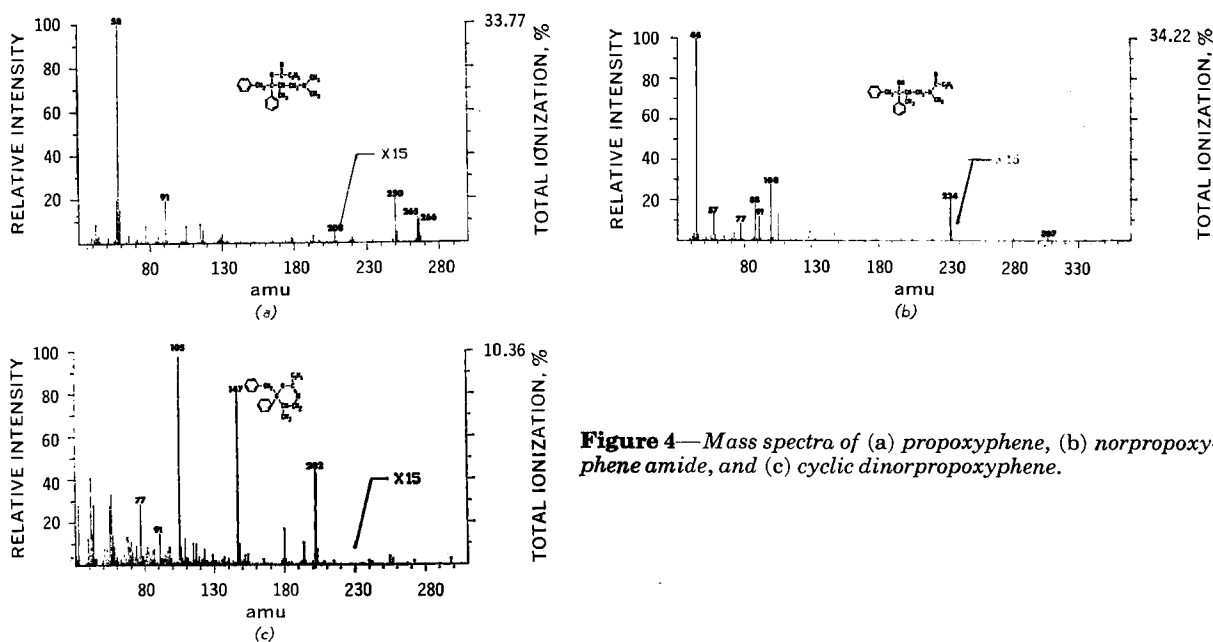 100
80
60
40
20
RELATIVE INTENSITY
58
91
X15
208
250
265
266
33.77
TOTAL IONIZATION, %
80 130 180 230 280
amu
(a)
100
80
60
40
20
RELATIVE INTENSITY
44
57
77
88
91
100
234
307
34.22
TOTAL IONIZATION, %
80 130 180 230 280 330
amu
(b)
100
80
60
40
20
RELATIVE INTENSITY
77
91
105
147
202
X15
10.36
TOTAL IONIZATION, %
80 130 180 230 280
amu
(c)
Figure 4—Mass spectra of (a) propoxyphene, (b) norpropoxy-
phene amide, and (c) cyclic dinorpropoxyphene.